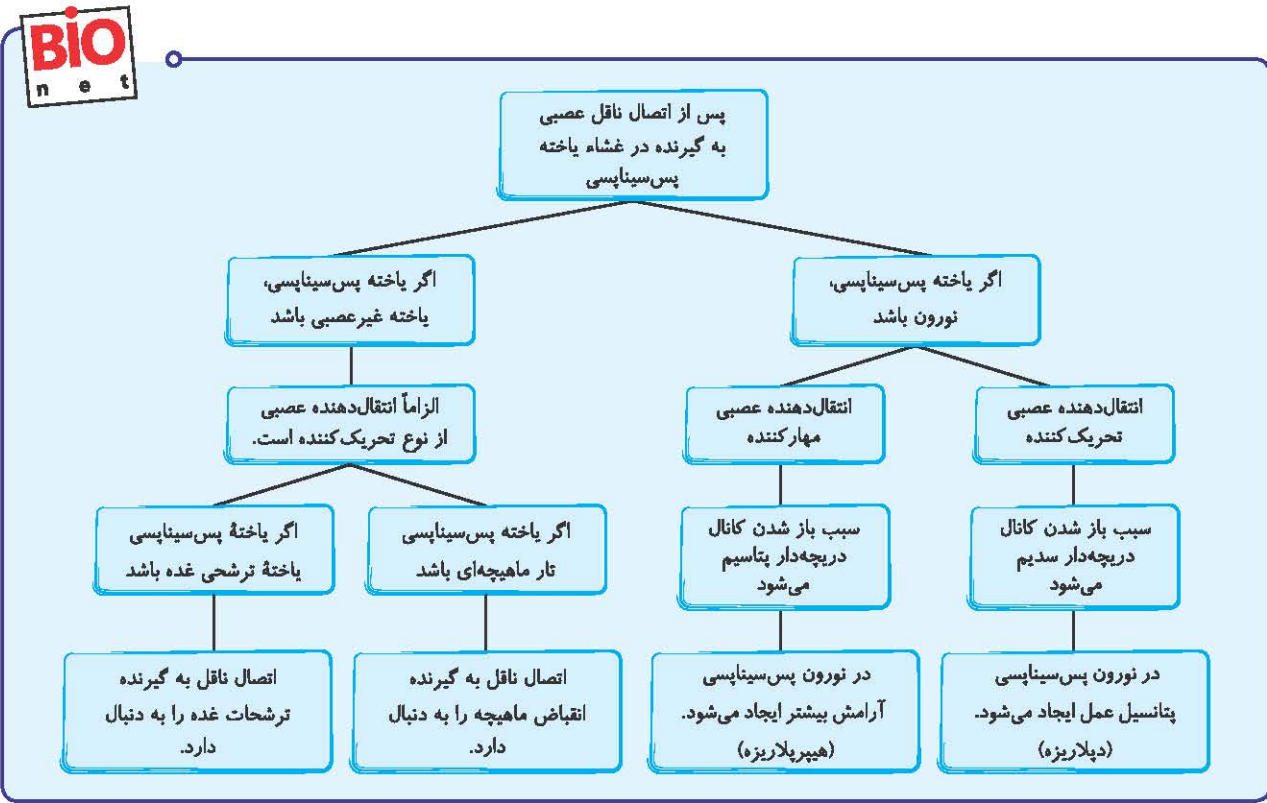 BiO
n e t
پس از اتصال ناقل عصبی
به گیرنده در غشاء یاخته
پس‌سیناپسی
اگر یاخته پس‌سیناپسی،
نورون باشد
اگر یاخته پس‌سیناپسی،
یاخته غیرعصبی باشد
انتقال‌دهنده عصبی
تحریک‌کننده
انتقال‌دهنده عصبی
مهارکننده
الزاماً انتقال‌دهنده عصبی
از نوع تحریک‌کننده است.
سبب باز شدن کانال
دریچه‌دار سدیم
می‌شود
سبب باز شدن کانال
دریچه‌دار پتاسیم
می‌شود
اگر یاخته پس‌سیناپسی
تار ماهیچه‌ای باشد
اگر یاختهٔ پس‌سیناپسی
یاختهٔ ترشحی غده باشد
در نورون پس‌سیناپسی
پتانسیل عمل ایجاد می‌شود.
(دپلاریزه)
در نورون پس‌سیناپسی
آرامش بیشتر ایجاد می‌شود.
(هیپرپلاریزه)
اتصال ناقل به گیرنده
انقباض ماهیچه را به دنبال
دارد.
اتصال ناقل به گیرنده
ترشحات غده را به دنبال
دارد.